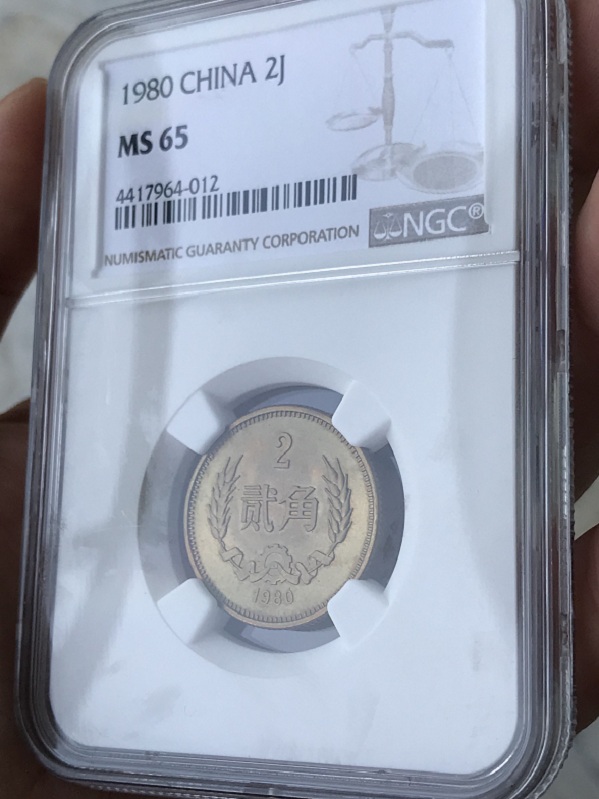 1980 CHINA 2J
MS 65
4417964-012
NUMISMATIC GUARANTY CORPORATION
NGC®
2
贰角
1980